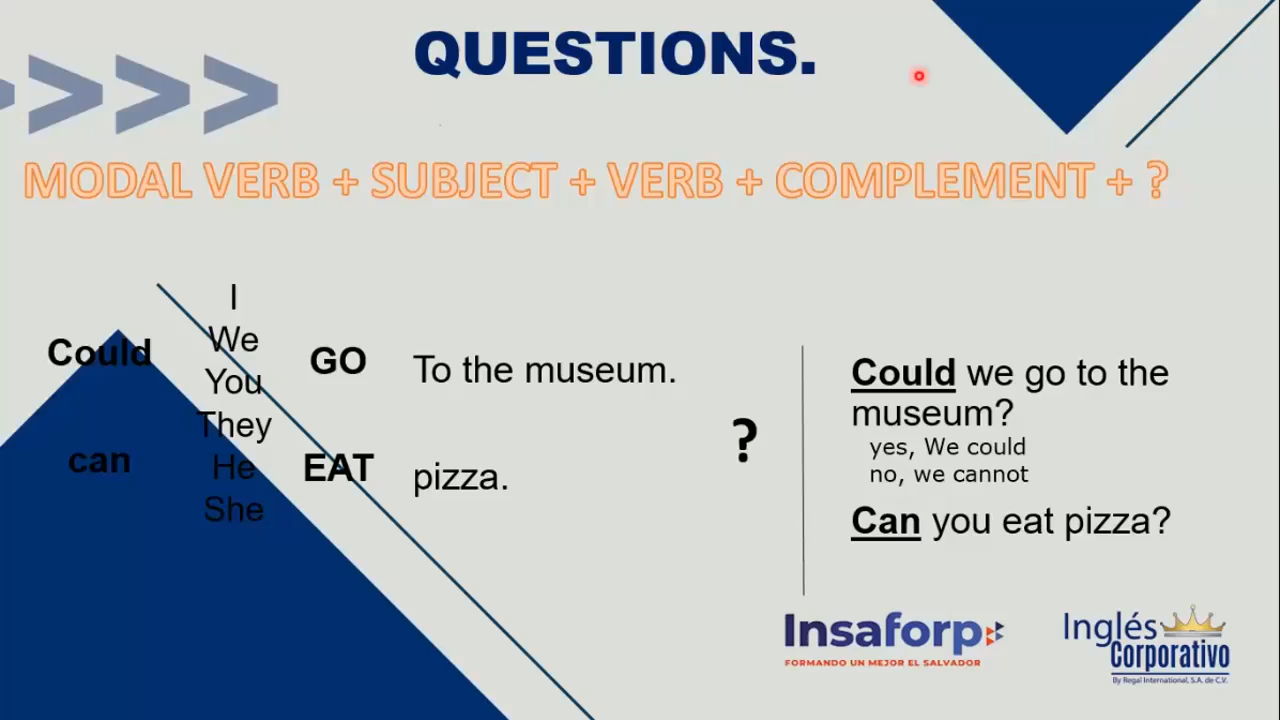 QUESTIONS.
MODAL VERB + SUBJECT + VERB + COMPLEMENT + ?
Could
can
I
We
You
They
He
She
GO
EAT
To the museum.
pizza.
?
Could we go to the
museum?
yes, We could
no, we cannot
Can you eat pizza?
Insaforp
FORMANDO UN MEJOR EL SALVADOR
Inglés
Corporativo
By Regal International, S.A. de C.V.